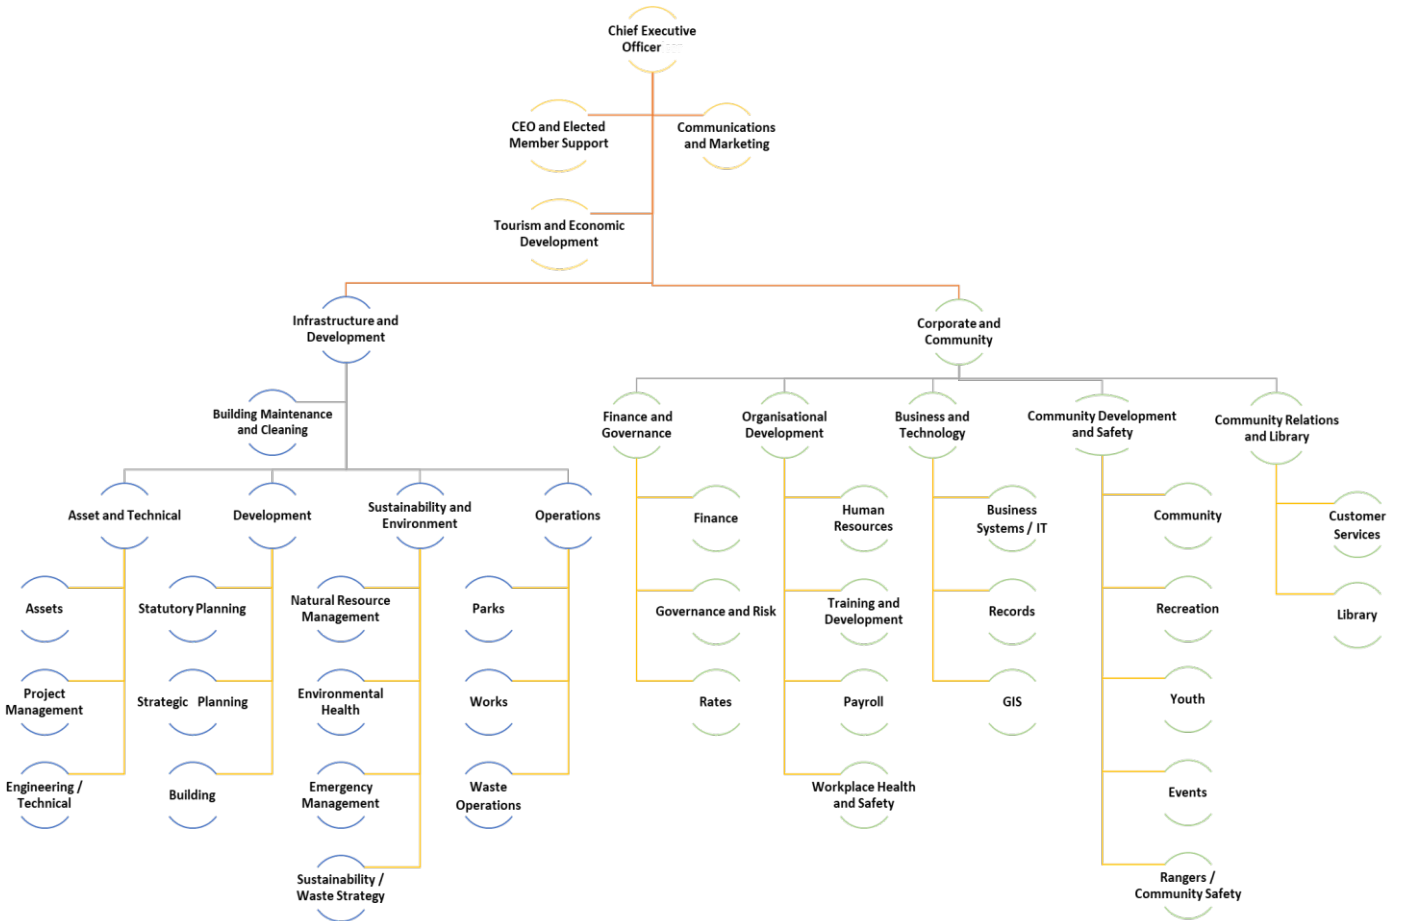 Chief Executive
Officer
CEO and Elected
Member Support
Communications
and Marketing
Tourism and Economic
Development
Infrastructure and
Development
Corporate and
Community
Building Maintenance
and Cleaning
Finance and
Governance
Organisational
Development
Business and
Technology
Community Development
and Safety
Community Relations
and Library
Asset and Technical
Development
Sustainability and
Environment
Operations
Finance
Human
Resources
Business
Systems / IT
Community
Customer
Services
Assets
Statutory Planning
Natural Resource
Management
Parks
Governance and Risk
Training and
Development
Records
Recreation
Library
Project
Management
Strategic Planning
Environmental
Health
Works
Rates
Payroll
GIS
Youth
Engineering /
Technical
Building
Emergency
Management
Waste
Operations
Workplace Health
and Safety
Events
Sustainability /
Waste Strategy
Rangers /
Community Safety